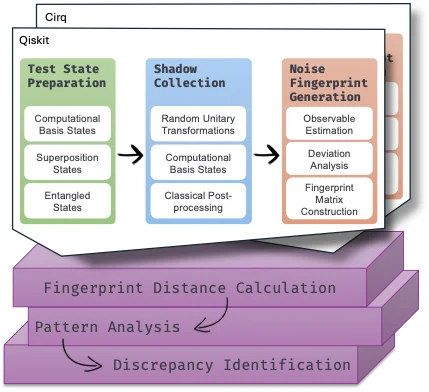 Cirq
Qiskit
Test State
Preparation
Computational
Basis States
Superposition
States
Entangled
States
Shadow
Collection
Random Unitary
Transformations
Computational
Basis States
Classical Post-
processing
Noise
Fingerprint
Generation
Observable
Estimation
Deviation
Analysis
Fingerprint
Matrix
Construction
Fingerprint Distance Calculation
Pattern Analysis
Discrepancy Identification